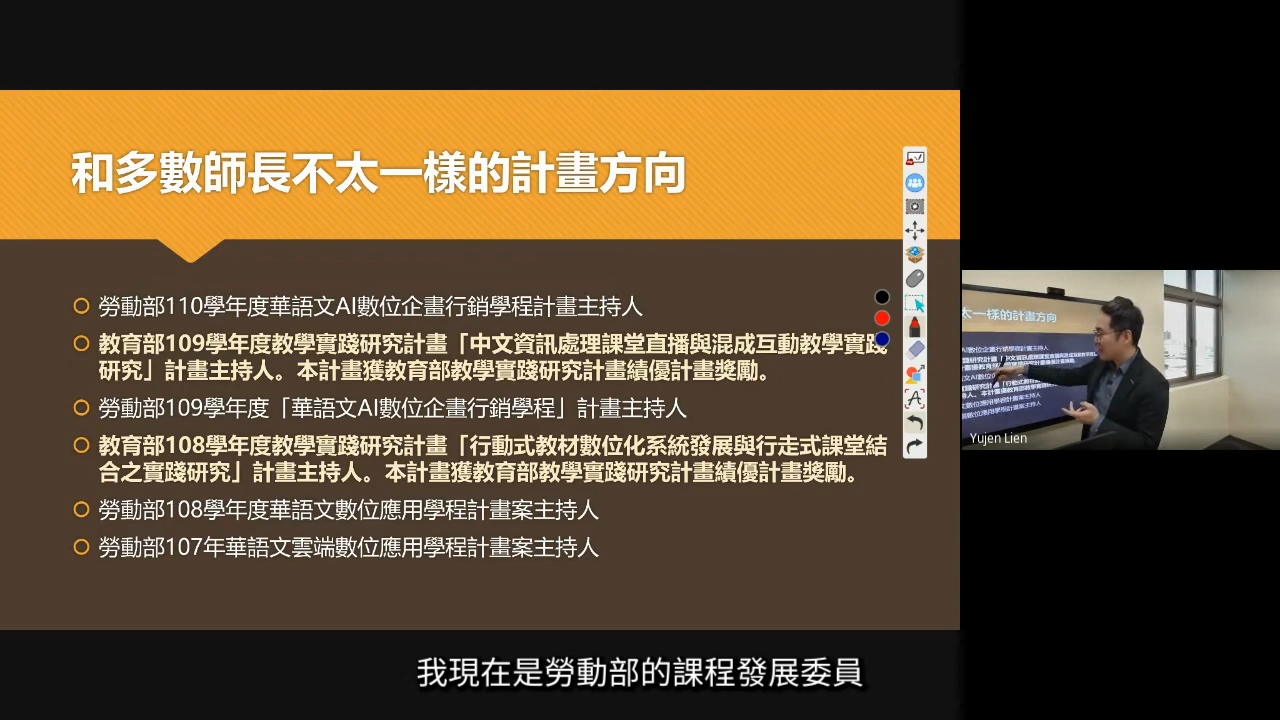 和多數師長不太一樣的計畫方向
勞動部110學年度華語文AI數位企畫行銷學程計畫主持人
教育部109學年度教學實踐研究計畫「中文資訊處理課堂直播與混成互動教學實踐
研究」計畫主持人。本計畫獲教育部教學實踐研究計畫績優計畫獎勵。
勞動部109學年度「華語文AI數位企畫行銷學程」計畫主持人
教育部108學年度教學實踐研究計畫「行動式教材數位化系統發展與行走式課堂結
合之實踐研究」計畫主持人。本計畫獲教育部教學實踐研究計畫績優計畫獎勵。
勞動部108學年度華語文數位應用學程計畫案主持人
勞動部107年華語文雲端數位應用學程計畫案主持人
太一樣的計畫方向
Yujen Lien
我現在是勞動部的課程發展委員